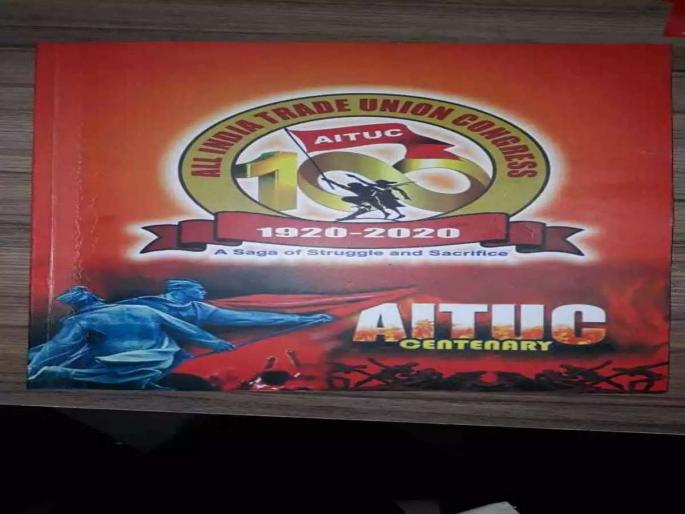 ALL INDIA TRADE UNION CONGRESS
AITUC
100
1920-2020
A Saga of Struggle and Sacrifice
AITUC
CENTENARY